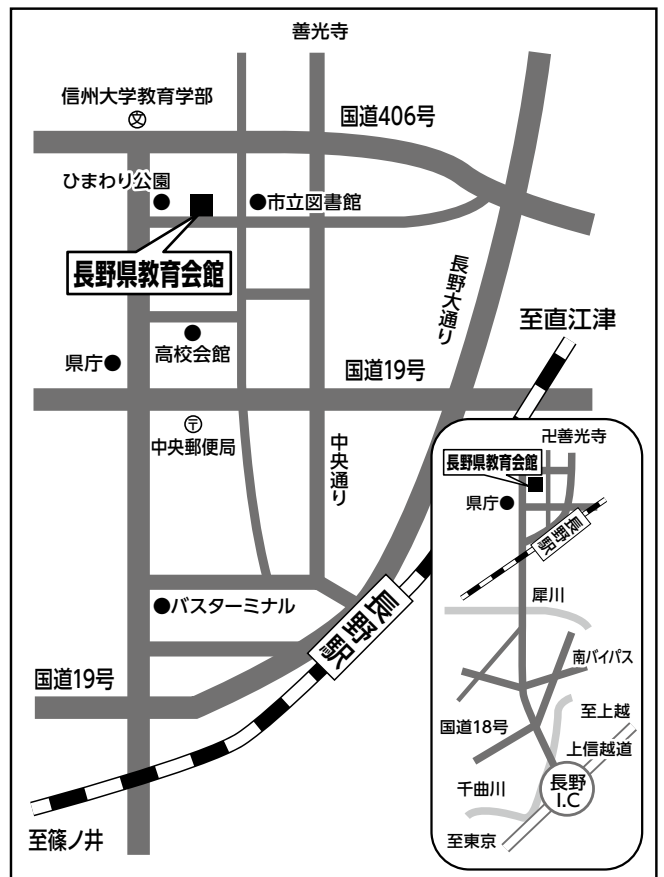 善光寺
信州大学教育学部
文
国道406号
ひまわり公園
市立図書館
長野県教育会館
長野大通り
至直江津
高校会館
県庁
国道19号
〒
中央郵便局
中央通り
バスターミナル
長野駅
国道19号
至篠ノ井
卍善光寺
長野県教育会館
県庁
長野駅
犀川
南バイパス
至上越
国道18号
上信越道
千曲川
長野
I.C
至東京